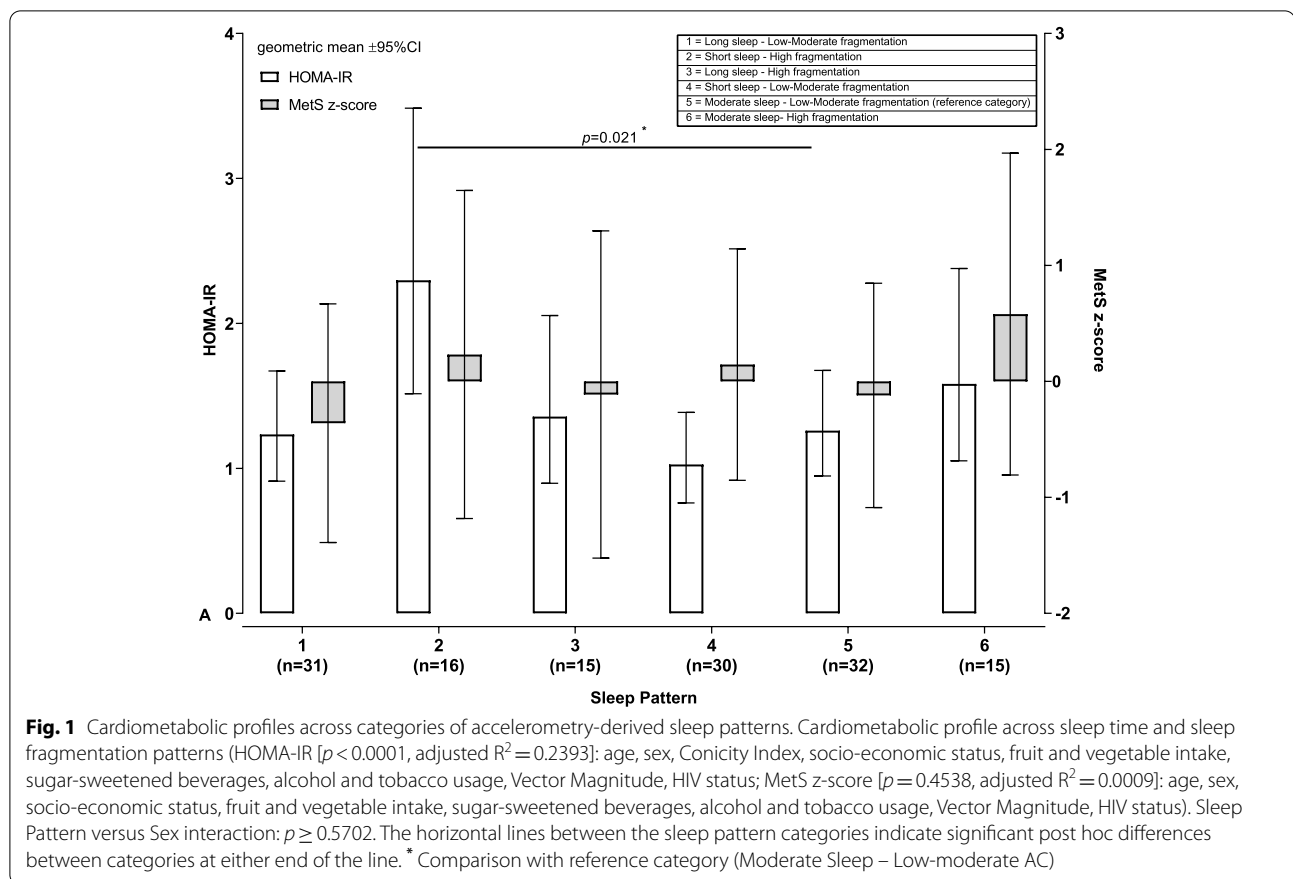 4
3
2
1
0
HOMA-IR
A
geometric mean ±95%CI
HOMA-IR
MetS z-score
1 = Long sleep - Low-Moderate fragmentation
2 = Short sleep - High fragmentation
3 = Long sleep - High fragmentation
4 = Short sleep - Low-Moderate fragmentation
5 = Moderate sleep - Low-Moderate fragmentation (reference category)
6 = Moderate sleep- High fragmentation
p=0.021 *
3
2
1
0
-1
-2
MetS z-score
1 2 3 4 5 6
(n=31) (n=16) (n=15) (n=30) (n=32) (n=15)
Sleep Pattern
Fig. 1 Cardiometabolic profiles across categories of accelerometry-derived sleep patterns. Cardiometabolic profile across sleep time and sleep
fragmentation patterns (HOMA-IR [p < 0.0001, adjusted R² = 0.2393]: age, sex, Conicity Index, socio-economic status, fruit and vegetable intake,
sugar-sweetened beverages, alcohol and tobacco usage, Vector Magnitude, HIV status; MetS z-score [p = 0.4538, adjusted R² = 0.0009]: age, sex,
socio-economic status, fruit and vegetable intake, sugar-sweetened beverages, alcohol and tobacco usage, Vector Magnitude, HIV status). Sleep
Pattern versus Sex interaction: p ≥ 0.5702. The horizontal lines between the sleep pattern categories indicate significant post hoc differences
between categories at either end of the line. * Comparison with reference category (Moderate Sleep – Low-moderate AC)